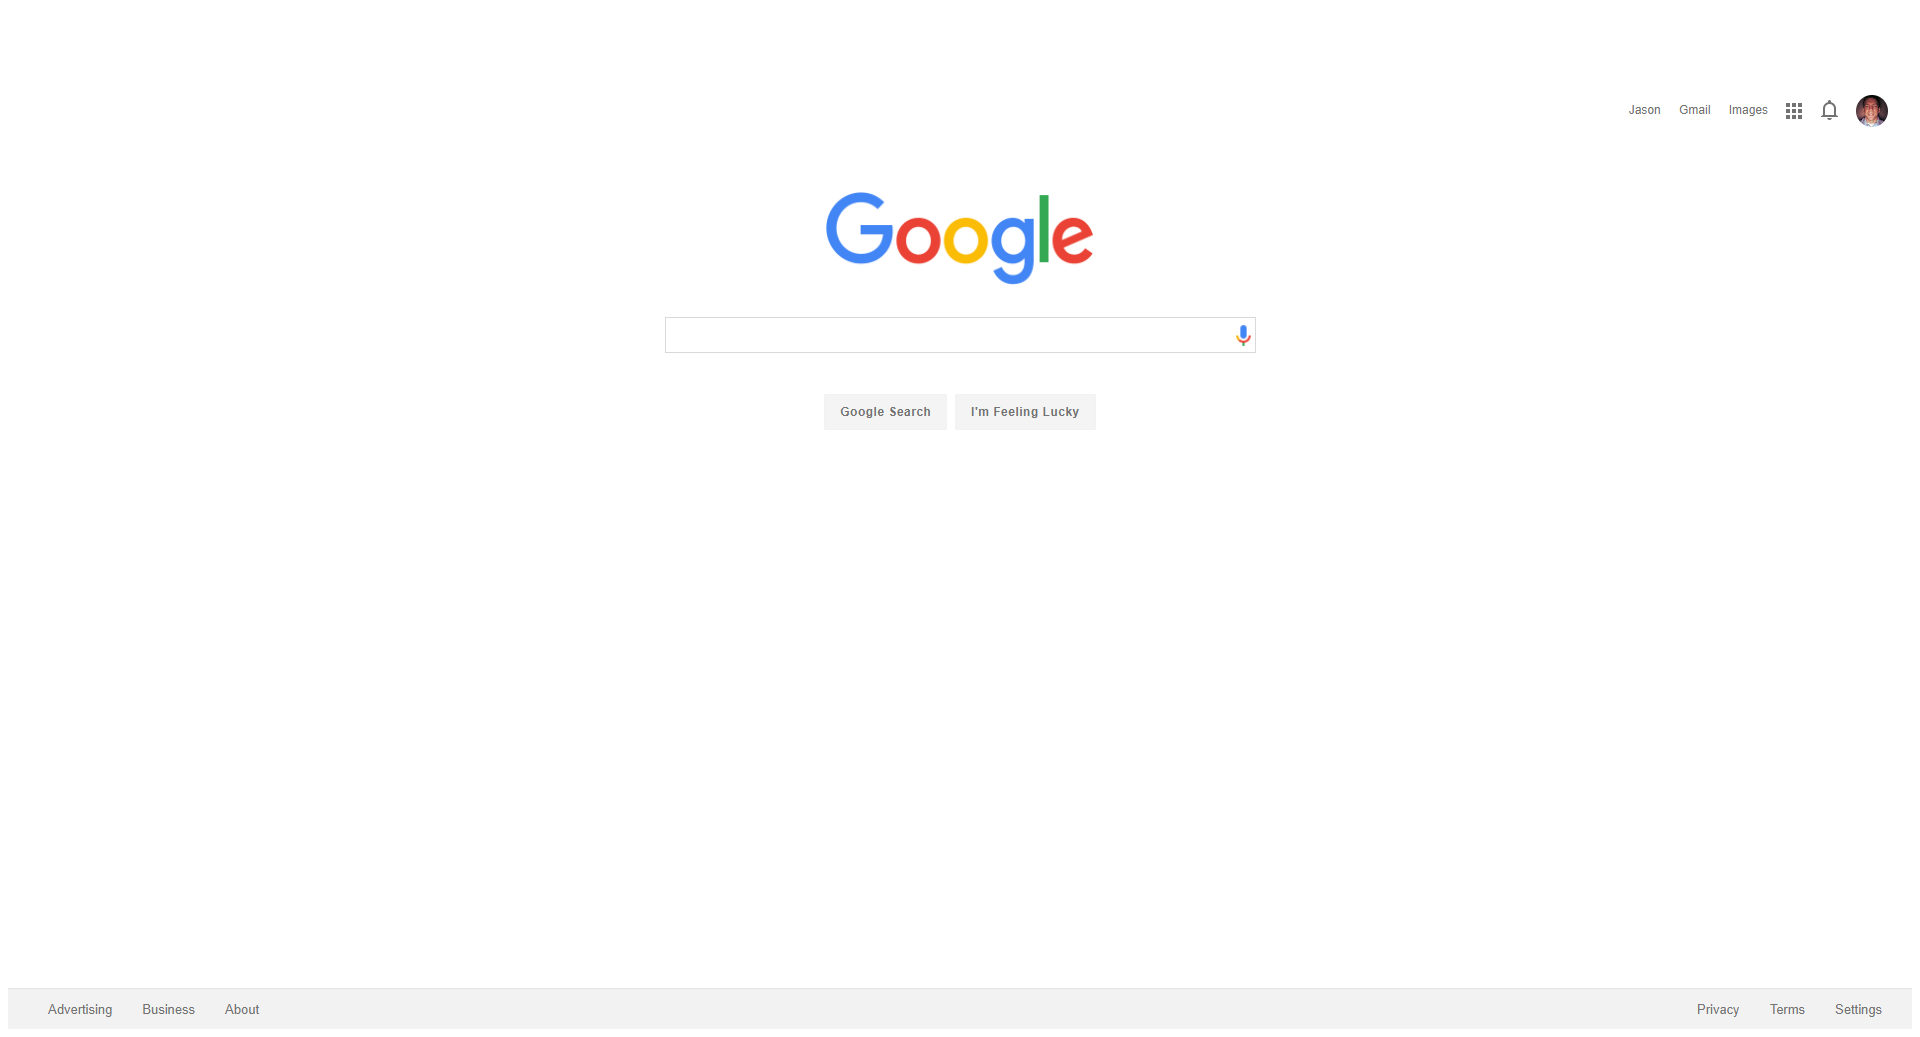 Jason Gmail Images
Google
Google Search I'm Feeling Lucky
Advertising Business About Privacy Terms Settings